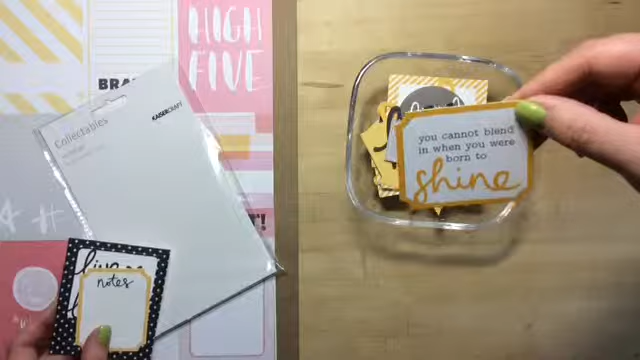 HIGH
FIVE
BRA
Collectables
KAISERCRAFT
notes
you cannot blend
in when you were
born to
shine